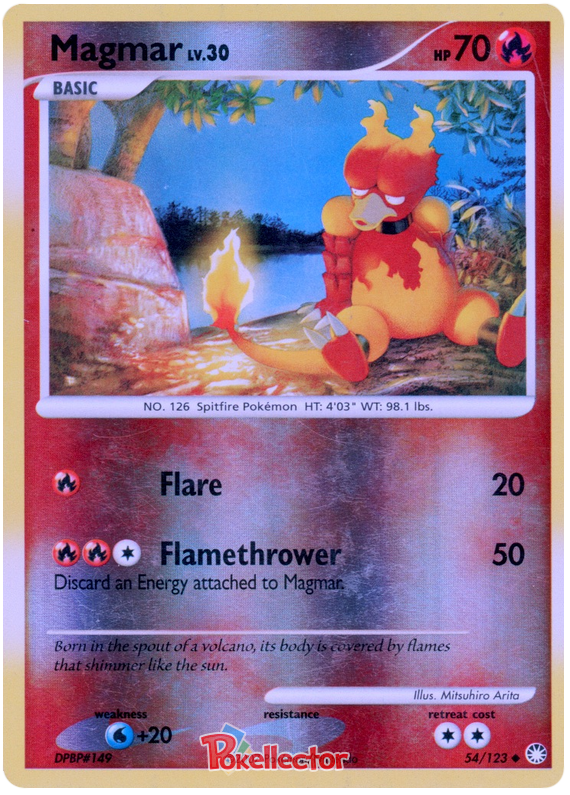 Magmar LV.30 HP 70
BASIC
NO. 126 Spitfire Pokémon HT: 4'03" WT: 98.1 lbs.
Flare 20
Flamethrower 50
Discard an Energy attached to Magmar.
Born in the spout of a volcano, its body is covered by flames
that shimmer like the sun.
Illus. Mitsuhiro Arita
weakness resistance retreat cost
+20
DPBP#149 Pokellector 54/123